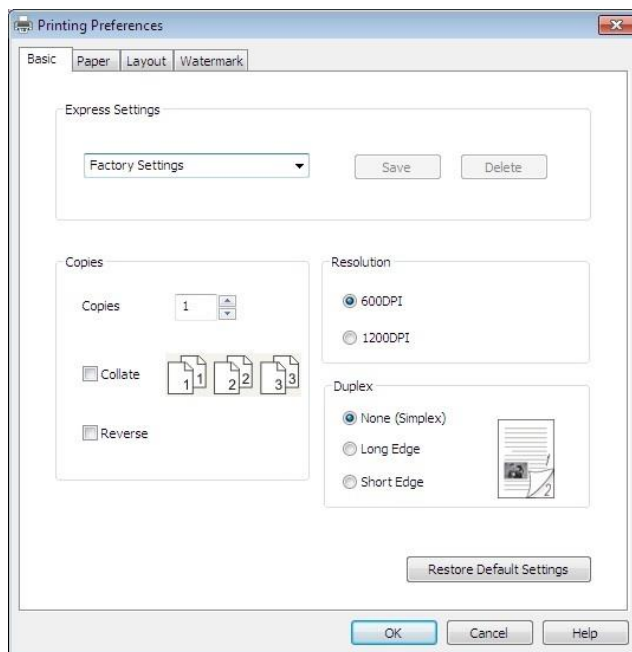 Printing Preferences
Basic Paper Layout Watermark
Express Settings
Factory Settings Save Delete
Copies
Copies 1
Collate 1 1 2 2 3 3
Reverse
Resolution
600DPI
1200DPI
Duplex
None (Simplex)
Long Edge
Short Edge
1
2
Restore Default Settings
OK Cancel Help